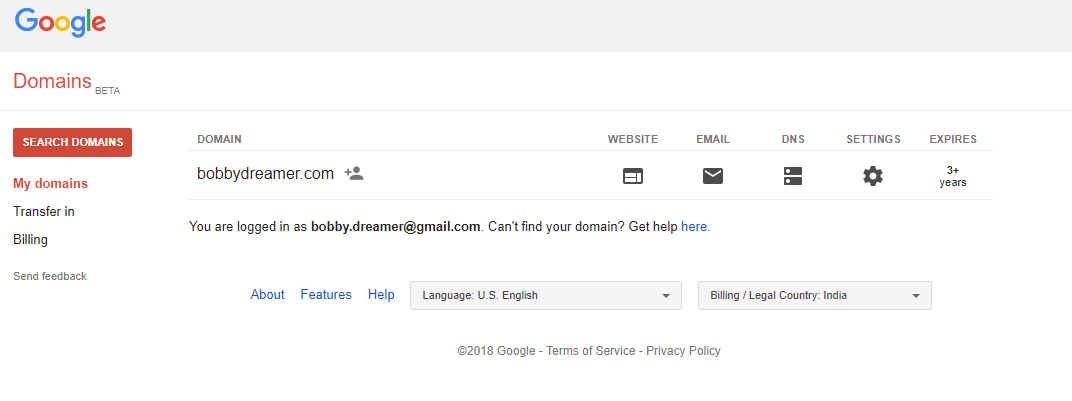 Google
Domains BETA
SEARCH DOMAINS
My domains
Transfer in
Billing
Send feedback
DOMAIN WEBSITE EMAIL DNS SETTINGS EXPIRES
bobbydreamer.com 3+
years
You are logged in as bobby.dreamer@gmail.com. Can't find your domain? Get help here.
About Features Help Language: U.S. English Billing / Legal Country: India
©2018 Google - Terms of Service - Privacy Policy